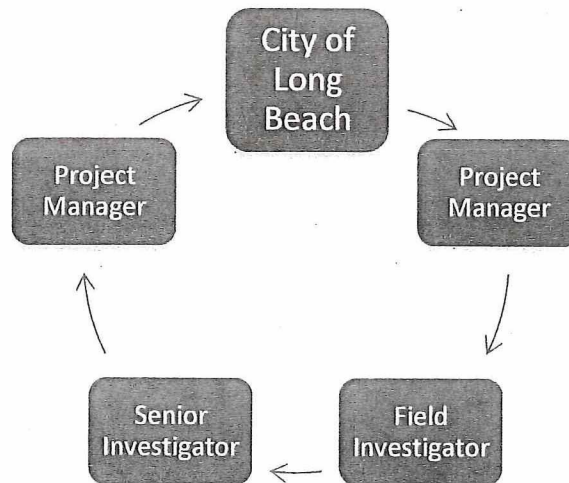 City of
Long
Beach
Project
Manager
Project
Manager
Field
Investigator
Senior
Investigator